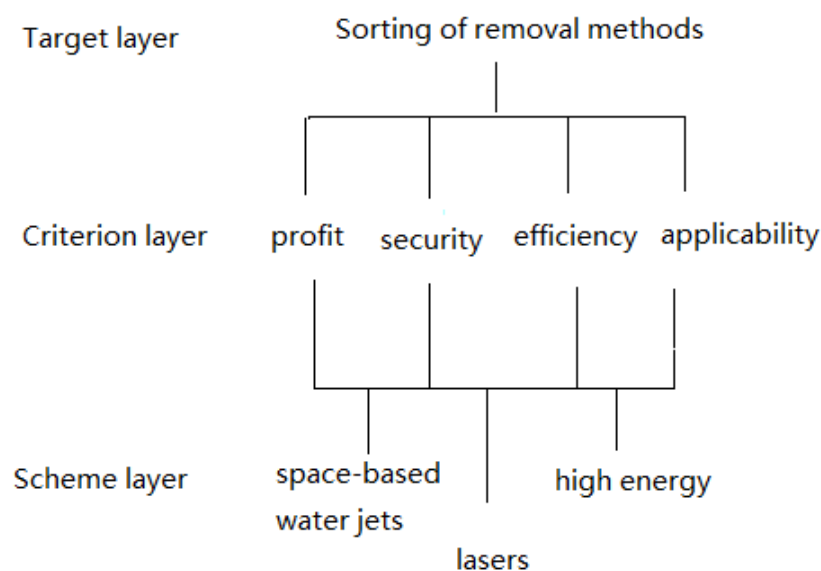 Target layer
Sorting of removal methods
Criterion layer
profit
security
efficiency
applicability
Scheme layer
space-based
water jets
lasers
high energy